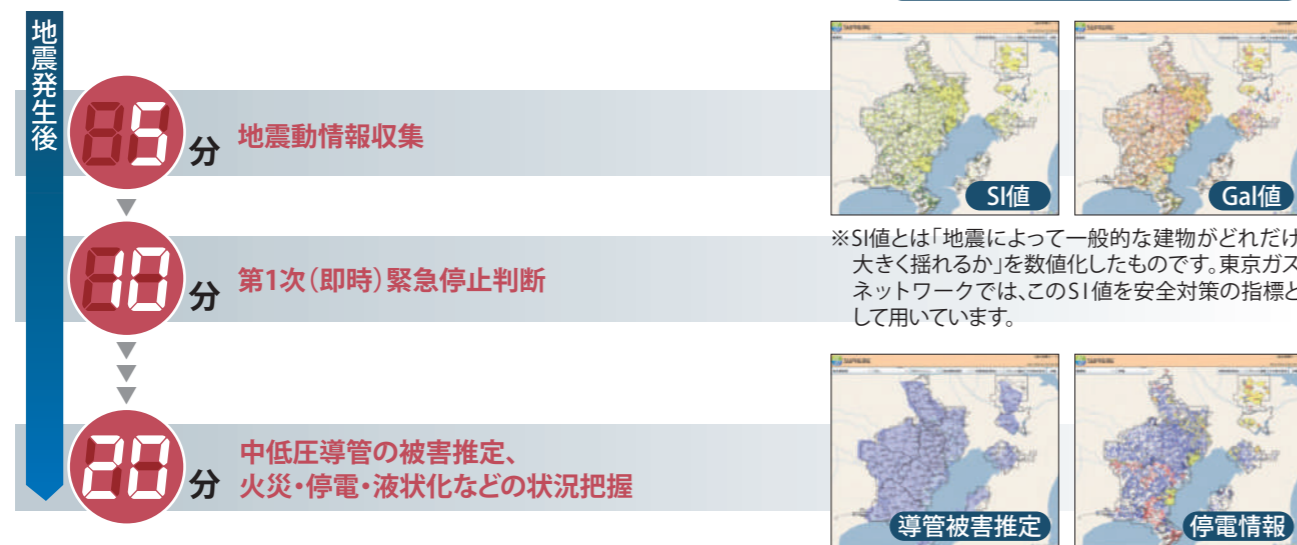 地震発生後
5分
地震動情報収集
10分
第1次（即時）緊急停止判断
20分
中低圧導管の被害推定、
火災・停電・液状化などの状況把握
SI値
Gal値
※SI値とは「地震によって一般的な建物がどれだけ
大きく揺れるか」を数値化したものです。東京ガス
ネットワークでは、このSI値を安全対策の指標と
して用いています。
導管被害推定
停電情報